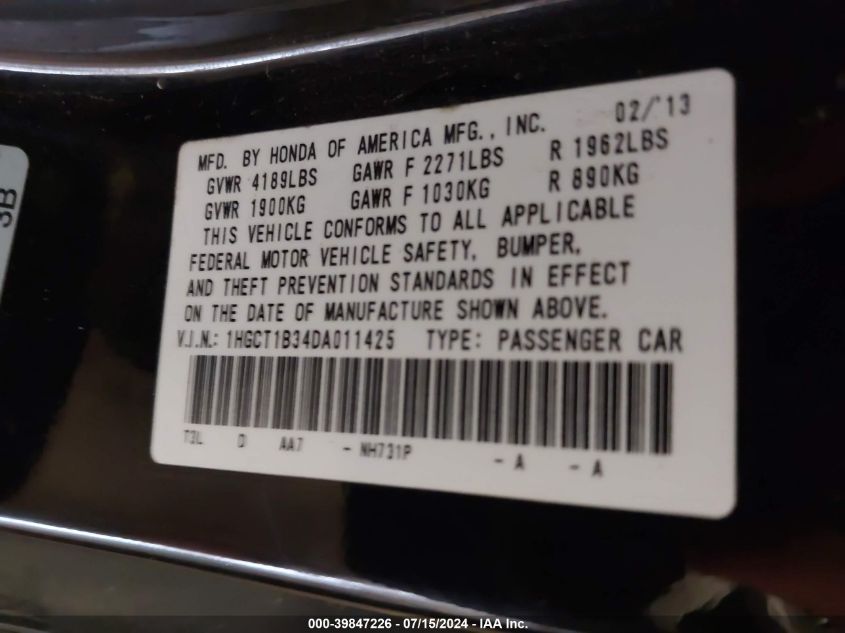 MFD. BY HONDA OF AMERICA MFG., INC. 02/'13
GVWR 4189LBS GAWR F 2271LBS R 1962LBS
GVWR 1900KG GAWR F 1030KG R 890KG
THIS VEHICLE CONFORMS TO ALL APPLICABLE
FEDERAL MOTOR VEHICLE SAFETY, BUMPER,
AND THEFT PREVENTION STANDARDS IN EFFECT
ON THE DATE OF MANUFACTURE SHOWN ABOVE.
V.I.N.: 1HGCT1B34DA011425 TYPE: PASSENGER CAR
T3L D AA7 - NH731P - A - A
3B
000-39847226 - 07/15/2024 - IAA Inc.